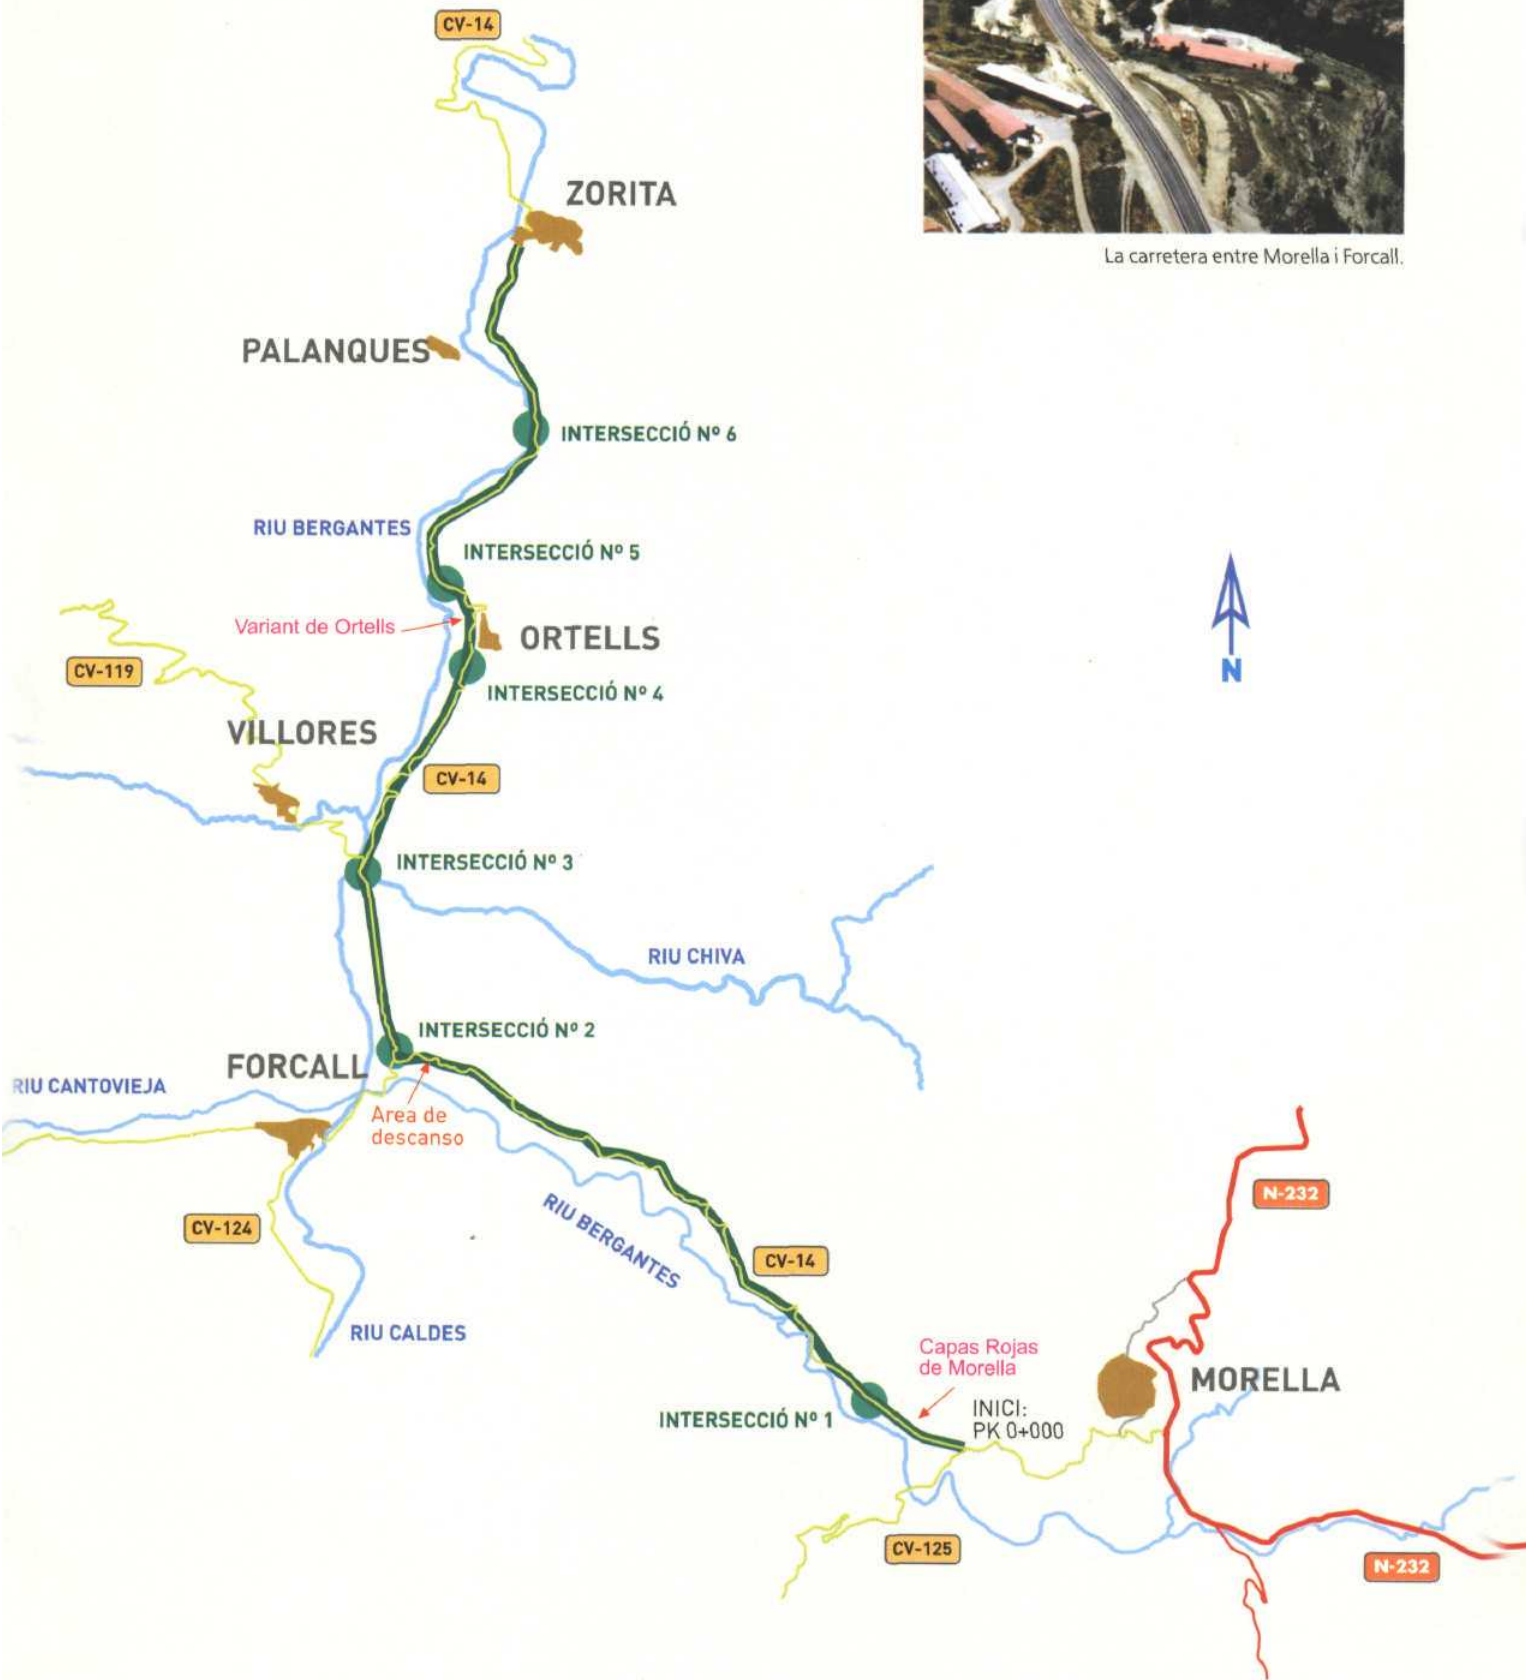 CV-14
ZORITA
La carretera entre Morella i Forcall.
PALANQUES
INTERSECCIÓ Nº 6
RIU BERGANTES
INTERSECCIÓ Nº 5
Variant de Ortells
ORTELLS
N
CV-119
INTERSECCIÓ Nº 4
VILLORES
CV-14
INTERSECCIÓ Nº 3
RIU CHIVA
INTERSECCIÓ Nº 2
FORCALL
RIU CANTOVIEJA
Area de
descanso
N-232
RIU BERGANTES
CV-124
CV-14
RIU CALDES
Capas Rojas
de Morella
MORELLA
INICI:
PK 0+000
INTERSECCIÓ Nº 1
CV-125
N-232